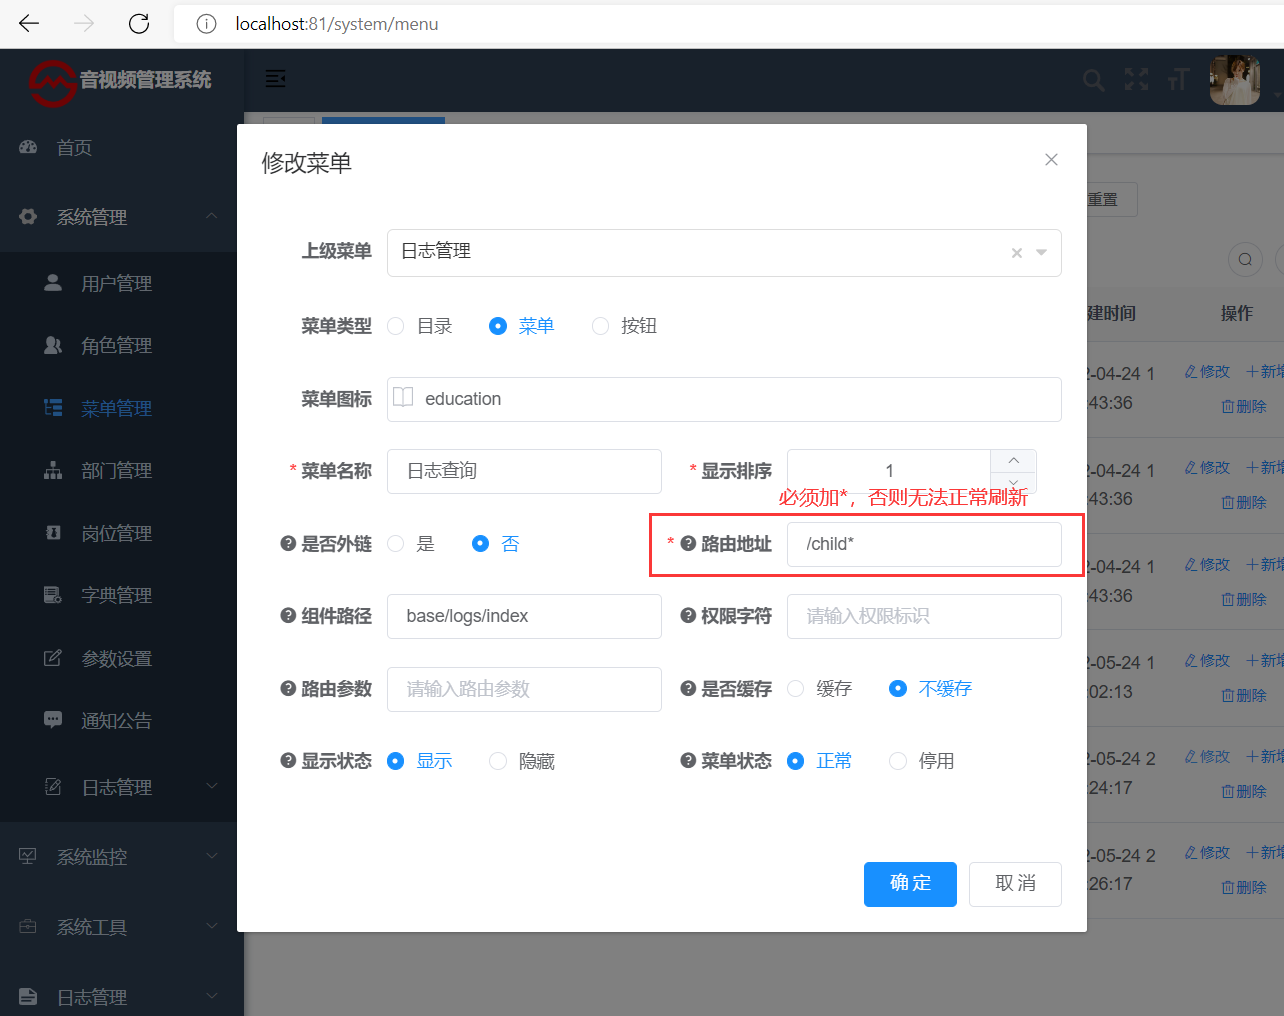 localhost:81/system/menu
音视频管理系统
首页
系统管理
用户管理
角色管理
菜单管理
部门管理
岗位管理
字典管理
参数设置
通知公告
日志管理
系统监控
系统工具
日志管理
修改菜单
上级菜单 日志管理
菜单类型 目录 菜单 按钮
菜单图标 education
* 菜单名称 日志查询 * 显示排序 1
必须加*，否则无法正常刷新
是否外链 是 否 * 路由地址 /child*
组件路径 base/logs/index 权限字符 请输入权限标识
路由参数 请输入路由参数 是否缓存 缓存 不缓存
显示状态 显示 隐藏 菜单状态 正常 停用
确定 取消
重置
建时间 操作
2-04-24 1 修改 +新增
:43:36 删除
2-04-24 1 修改 +新增
:43:36 删除
2-04-24 1 修改 +新增
:43:36 删除
2-05-24 1 修改 +新增
:02:13 删除
2-05-24 2 修改 +新增
:24:17 删除
2-05-24 2 修改 +新增
:26:17 删除